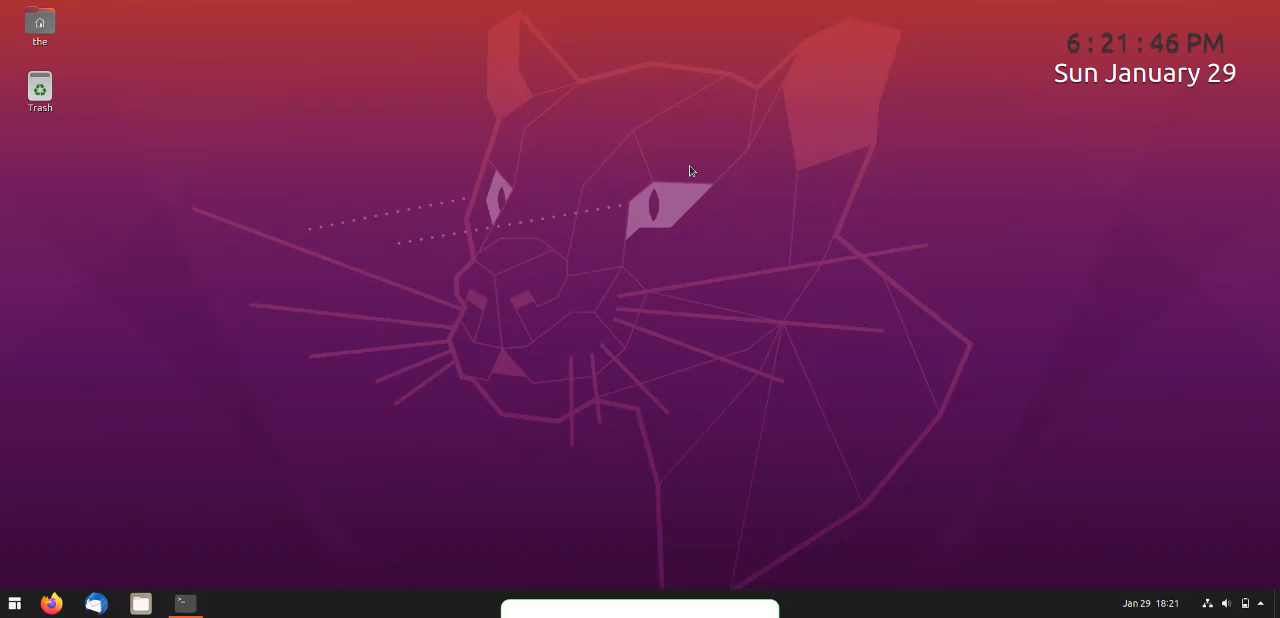 the
Trash
6 : 21 : 46 PM
Sun January 29
Jan 29 18:21